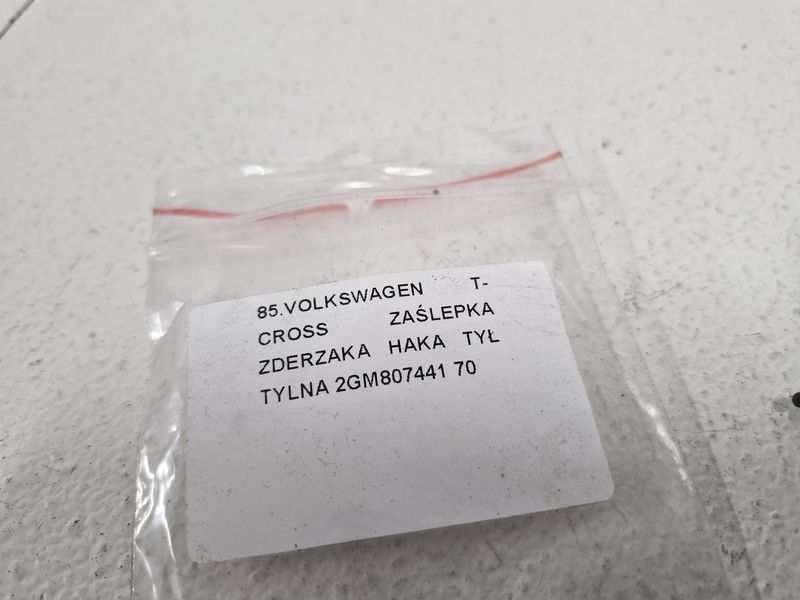 85.VOLKSWAGEN T-
CROSS ZAŚLEPKA
ZDERZAKA HAKA TYŁ
TYLNA 2GM807441 70